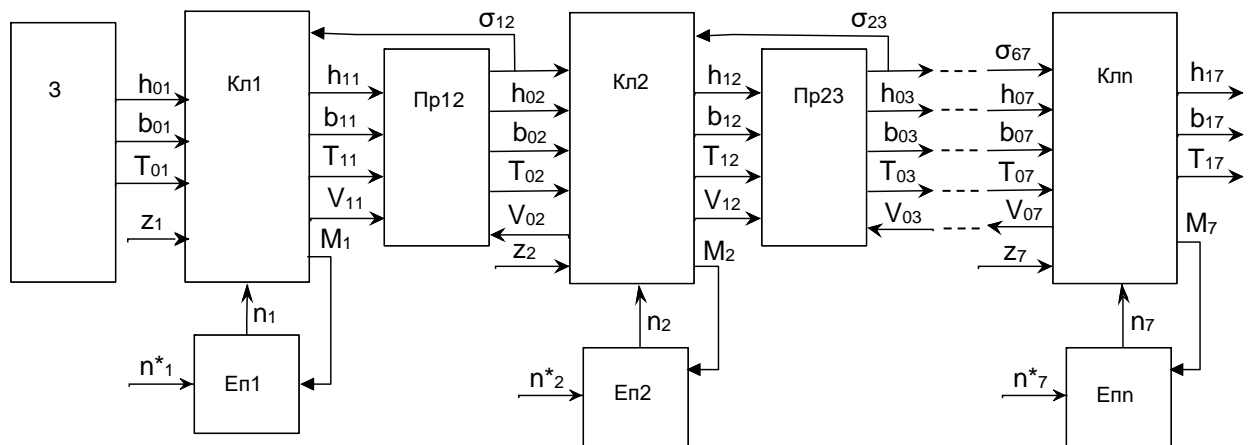 З
h₀₁
b₀₁
T₀₁
z₁
Кл1
σ₁₂
h₁₁
b₁₁
T₁₁
V₁₁
M₁
n₁
n*₁
Еп1
Пр12
h₀₂
b₀₂
T₀₂
V₀₂
z₂
Кл2
σ₂₃
h₁₂
b₁₂
T₁₂
V₁₂
M₂
n₂
n*₂
Еп2
Пр23
h₀₃
b₀₃
T₀₃
V₀₃
σ₆₇
h₀₇
b₀₇
T₀₇
V₀₇
z₇
Клn
h₁₇
b₁₇
T₁₇
M₇
n₇
n*₇
Епn